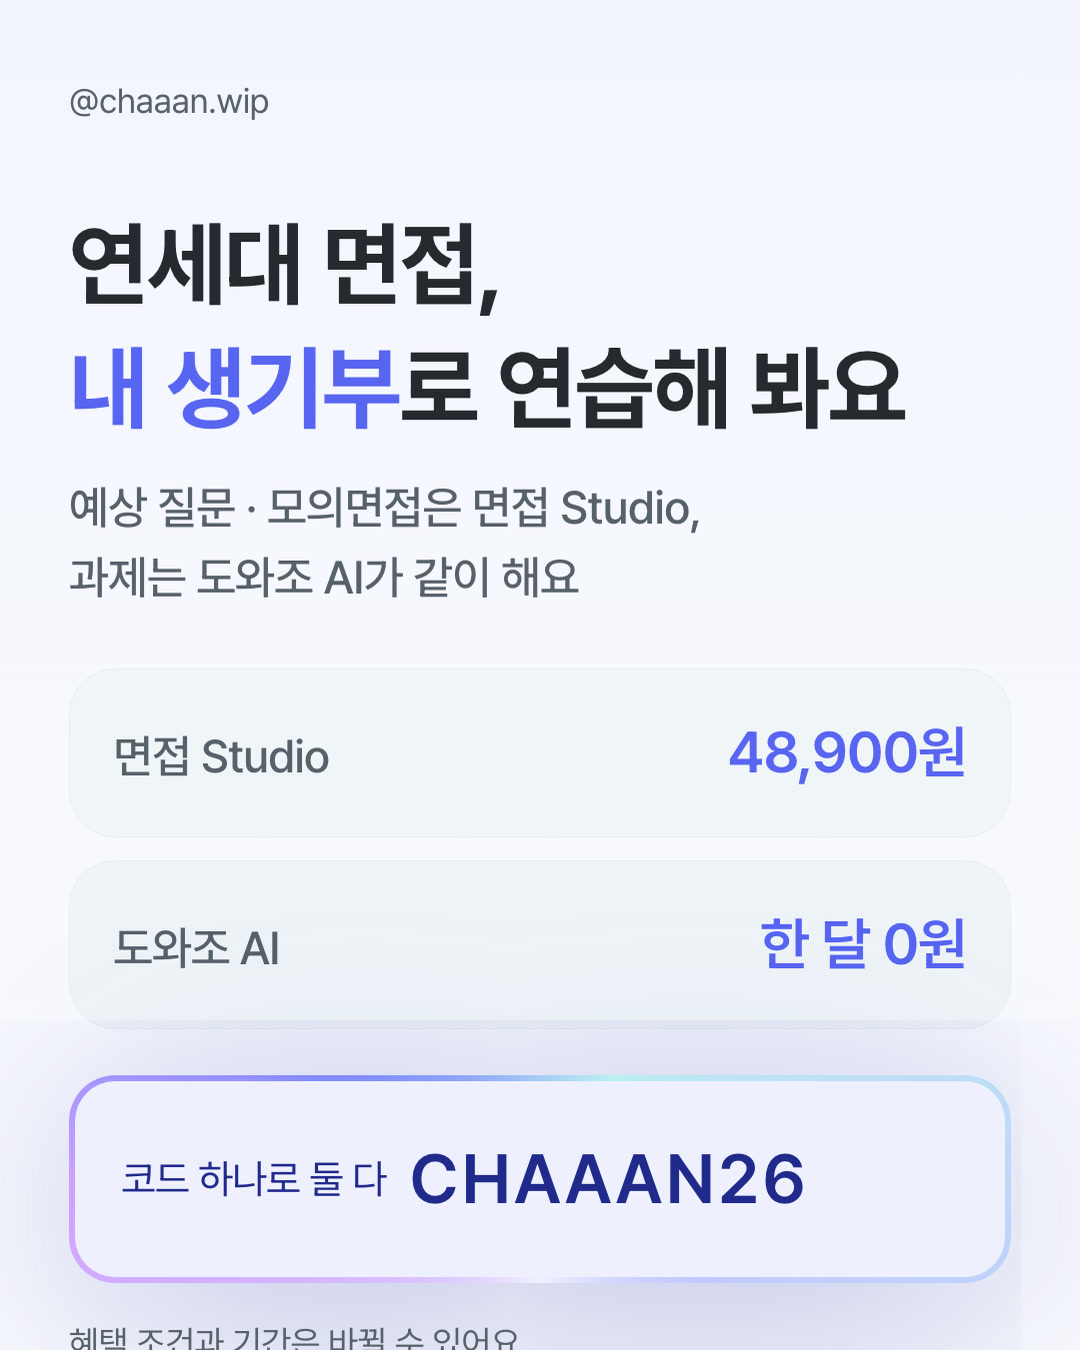 @chaaan.wip
연세대 면접,
내 생기부로 연습해 봐요
예상 질문 · 모의면접은 면접 Studio,
과제는 도와조 AI가 같이 해요
면접 Studio
48,900원
도와조 AI
한 달 0원
코드 하나로 둘 다 CHAAAN26
혜택 조건과 기간은 바뀔 수 있어요